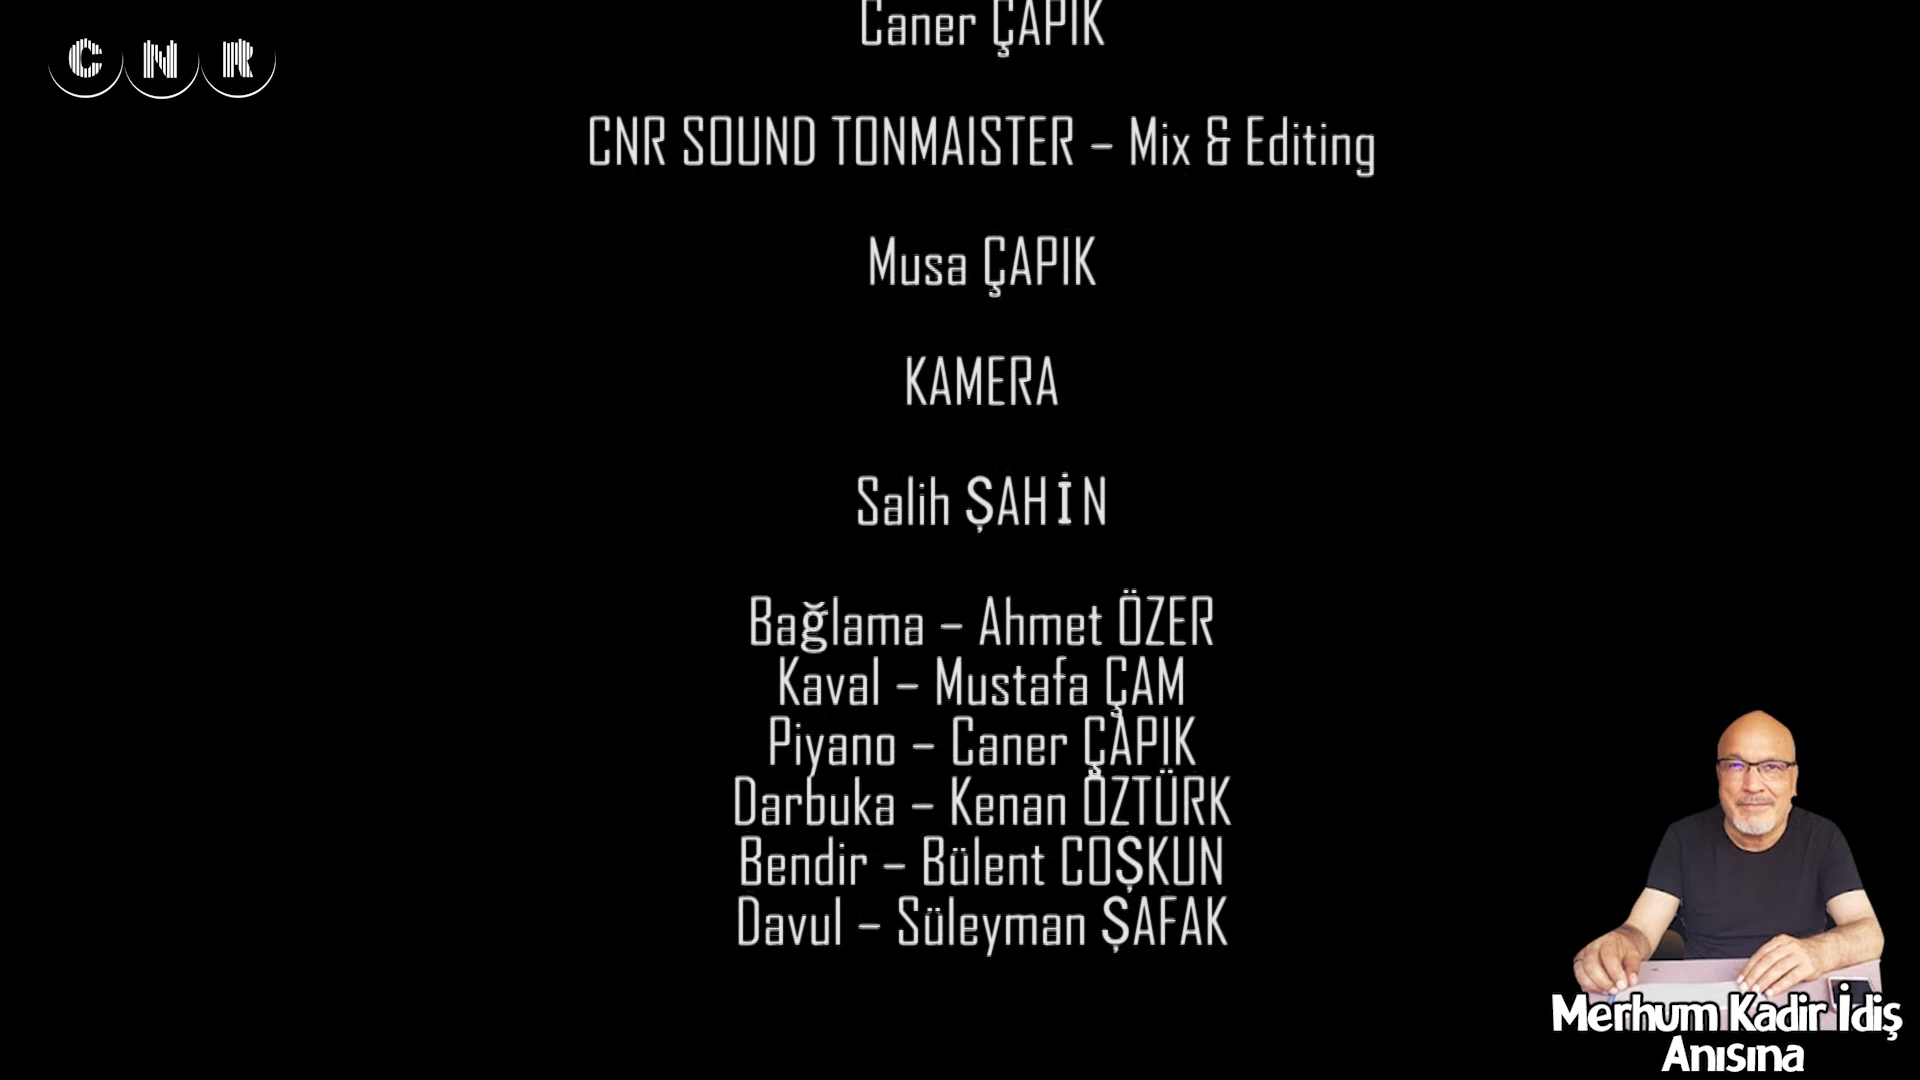 CNR
Caner ÇAPIK
CNR SOUND TONMAISTER – Mix & Editing
Musa ÇAPIK
KAMERA
Salih ŞAHİN
Bağlama – Ahmet ÖZER
Kaval – Mustafa ÇAM
Piyano – Caner ÇAPIK
Darbuka – Kenan ÖZTÜRK
Bendir – Bülent COŞKUN
Davul – Süleyman ŞAFAK
Merhum Kadir İdiş
Anısına